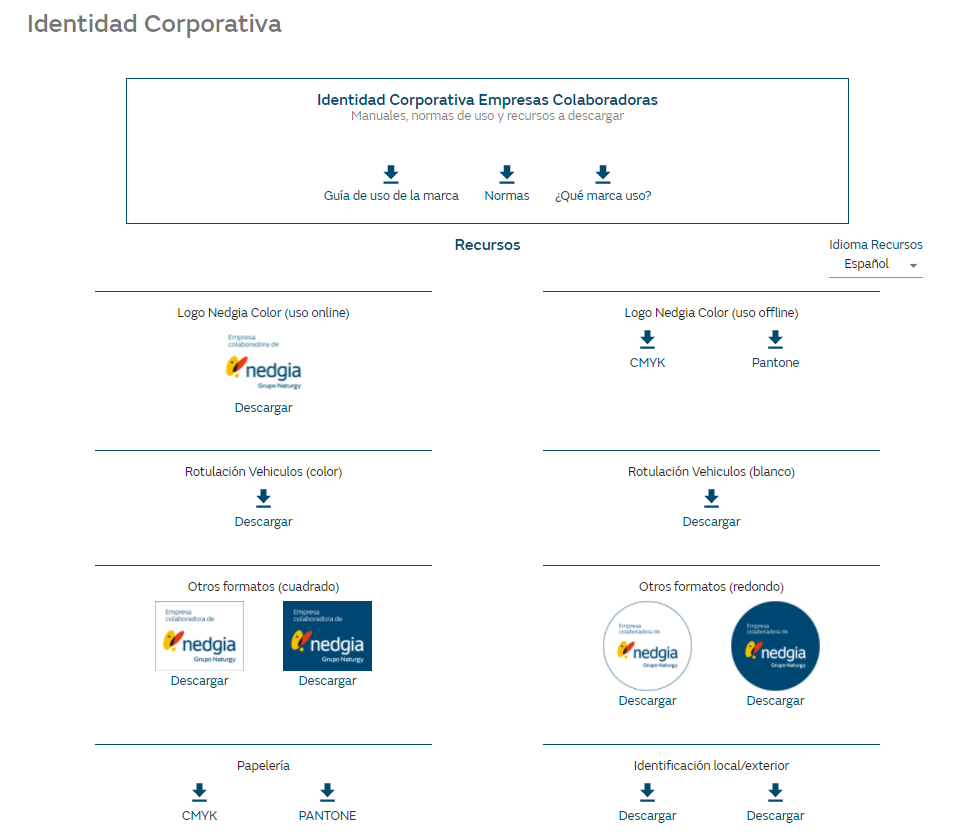 Identidad Corporativa
Identidad Corporativa Empresas Colaboradoras
Manuales, normas de uso y recursos a descargar
Guía de uso de la marca
Normas
¿Qué marca uso?
Recursos
Idioma Recursos
Español
Logo Nedgia Color (uso online)
Empresa
colaboradora de
nedgia
Grupo Naturgy
Descargar
Logo Nedgia Color (uso offline)
CMYK
Pantone
Rotulación Vehiculos (color)
Descargar
Rotulación Vehiculos (blanco)
Descargar
Otros formatos (cuadrado)
Empresa
colaboradora de
nedgia
Grupo Naturgy
Descargar
Empresa
colaboradora de
nedgia
Grupo Naturgy
Descargar
Otros formatos (redondo)
Empresa
colaboradora de
nedgia
Grupo Naturgy
Descargar
Empresa
colaboradora de
nedgia
Grupo Naturgy
Descargar
Papelería
CMYK
PANTONE
Identificación local/exterior
Descargar
Descargar